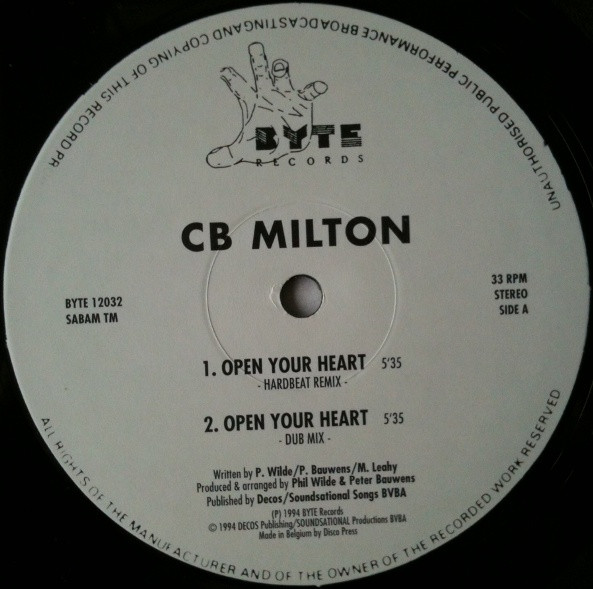 UNAUTHORISED PUBLIC PERFORMANCE BROADCASTING AND COPYING OF THIS RECORD PR
BYTE
RECORDS
CB MILTON
BYTE 12032
SABAM TM
33 RPM
STEREO
SIDE A
1. OPEN YOUR HEART 5'35
- HARDBEAT REMIX -
2. OPEN YOUR HEART 5'35
- DUB MIX -
Written by P. Wilde/P. Bauwens/M. Leahy
Produced & arranged by Phil Wilde & Peter Bauwens
Published by Decos/Soundsational Songs BVBA
(P) 1994 BYTE Records
© 1994 DECOS Publishing/SOUNDSATIONAL Productions BVBA
Made in Belgium by Disco Press
ALL RIGHTS OF THE MANUFACTURER AND OF THE OWNER OF THE RECORDED WORK RESERVED